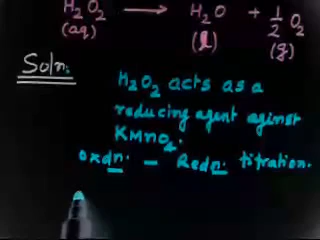 H2O2 → H2O + 1/2 O2
(aq) (l) (g)
Soln:
H2O2 acts as a
reducing agent against
KMnO4.
Oxdn. - Redn. titration.